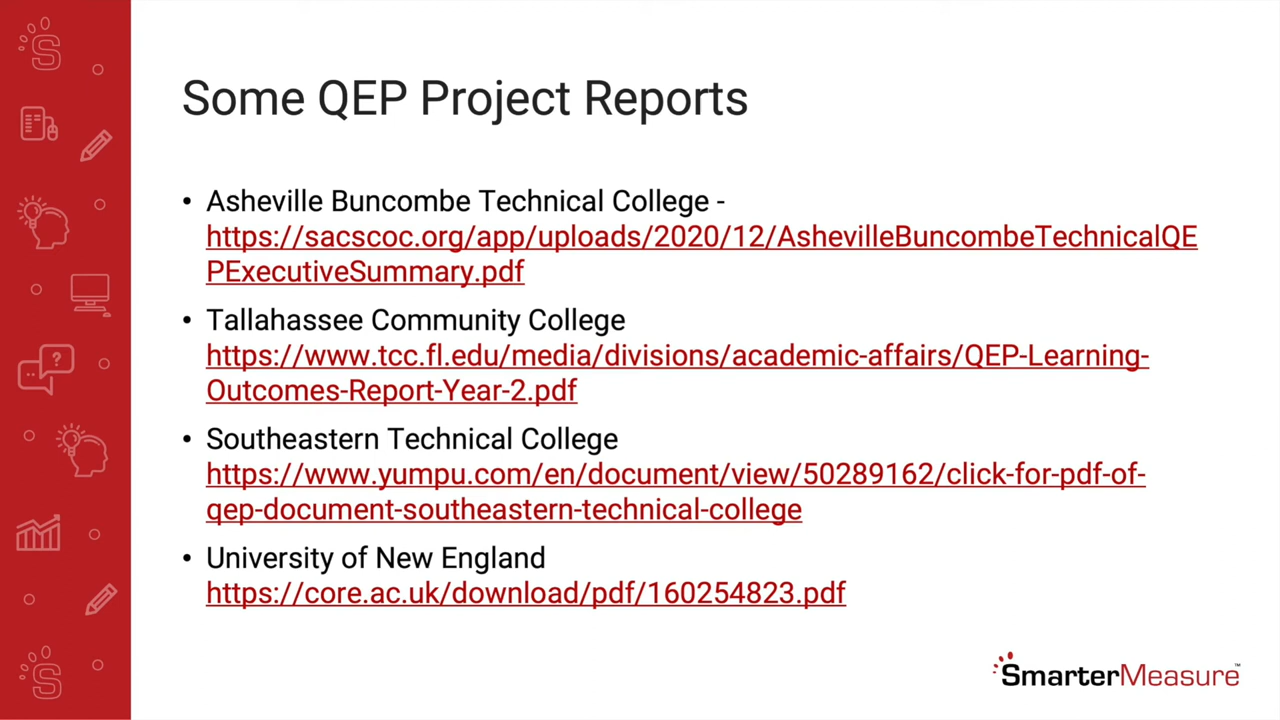 Some QEP Project Reports
• Asheville Buncombe Technical College -
https://sacscoc.org/app/uploads/2020/12/AshevilleBuncombeTechnicalQE
PExecutiveSummary.pdf
• Tallahassee Community College
https://www.tcc.fl.edu/media/divisions/academic-affairs/QEP-Learning-
Outcomes-Report-Year-2.pdf
• Southeastern Technical College
https://www.yumpu.com/en/document/view/50289162/click-for-pdf-of-
qep-document-southeastern-technical-college
• University of New England
https://core.ac.uk/download/pdf/160254823.pdf
SmarterMeasure™